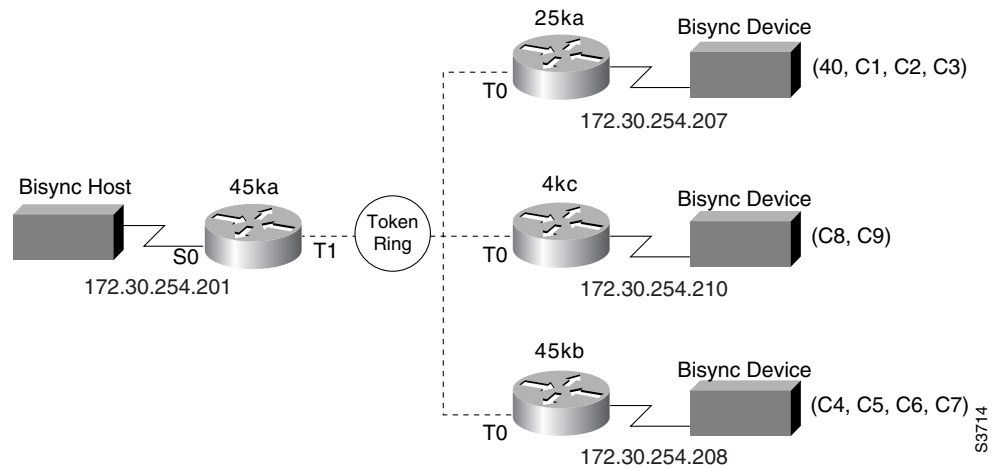 25ka
Bisync Device
(40, C1, C2, C3)
T0
172.30.254.207
Bisync Host
45ka
Token
Ring
4kc
Bisync Device
(C8, C9)
S0
T1
T0
172.30.254.201
172.30.254.210
45kb
Bisync Device
(C4, C5, C6, C7)
T0
172.30.254.208
S3714